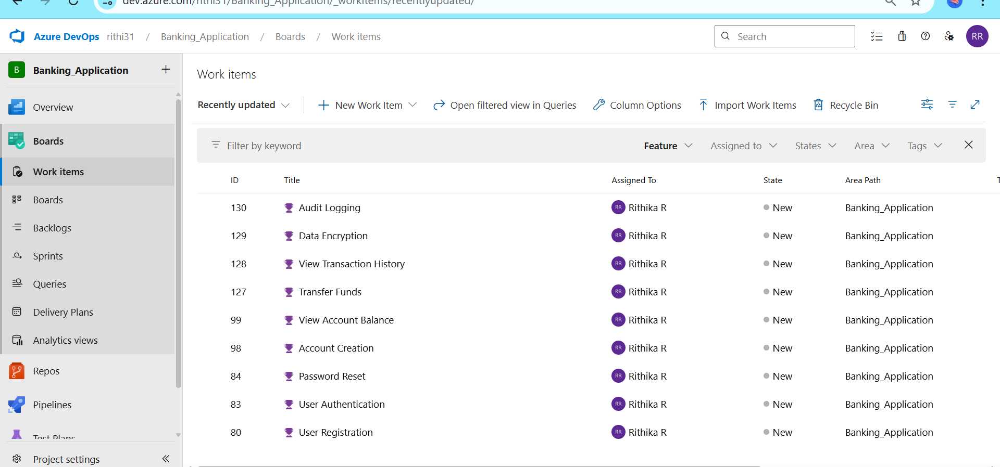 dev.azure.com/rithi31/Banking_Application/_workitems/recentlyupdated/
Azure DevOps rithi31 / Banking_Application / Boards / Work items
Search
RR
B Banking_Application
Overview
Boards
Work items
Boards
Backlogs
Sprints
Queries
Delivery Plans
Analytics views
Repos
Pipelines
Test Plans
Project settings
Work items
Recently updated New Work Item Open filtered view in Queries Column Options Import Work Items Recycle Bin
Filter by keyword Feature Assigned to States Area Tags
ID Title Assigned To State Area Path
130 Audit Logging RR Rithika R New Banking_Application
129 Data Encryption RR Rithika R New Banking_Application
128 View Transaction History RR Rithika R New Banking_Application
127 Transfer Funds RR Rithika R New Banking_Application
99 View Account Balance RR Rithika R New Banking_Application
98 Account Creation RR Rithika R New Banking_Application
84 Password Reset RR Rithika R New Banking_Application
83 User Authentication RR Rithika R New Banking_Application
80 User Registration RR Rithika R New Banking_Application